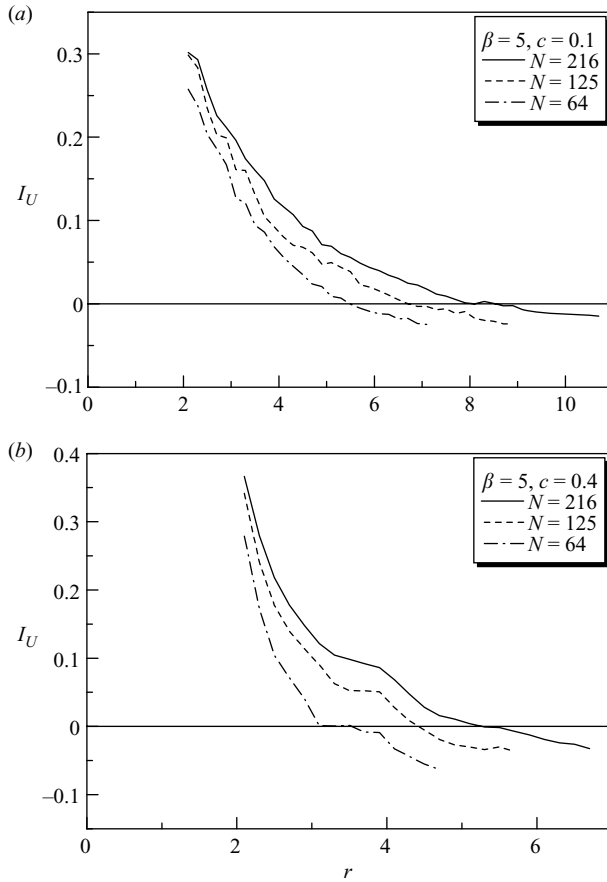 (a)
0.3
0.2
0.1
0
–0.1
I_U
β = 5, c = 0.1
N = 216
N = 125
N = 64
0 2 4 6 8 10
(b)
0.4
0.3
0.2
0.1
0
–0.1
I_U
β = 5, c = 0.4
N = 216
N = 125
N = 64
0 2 4 6
r